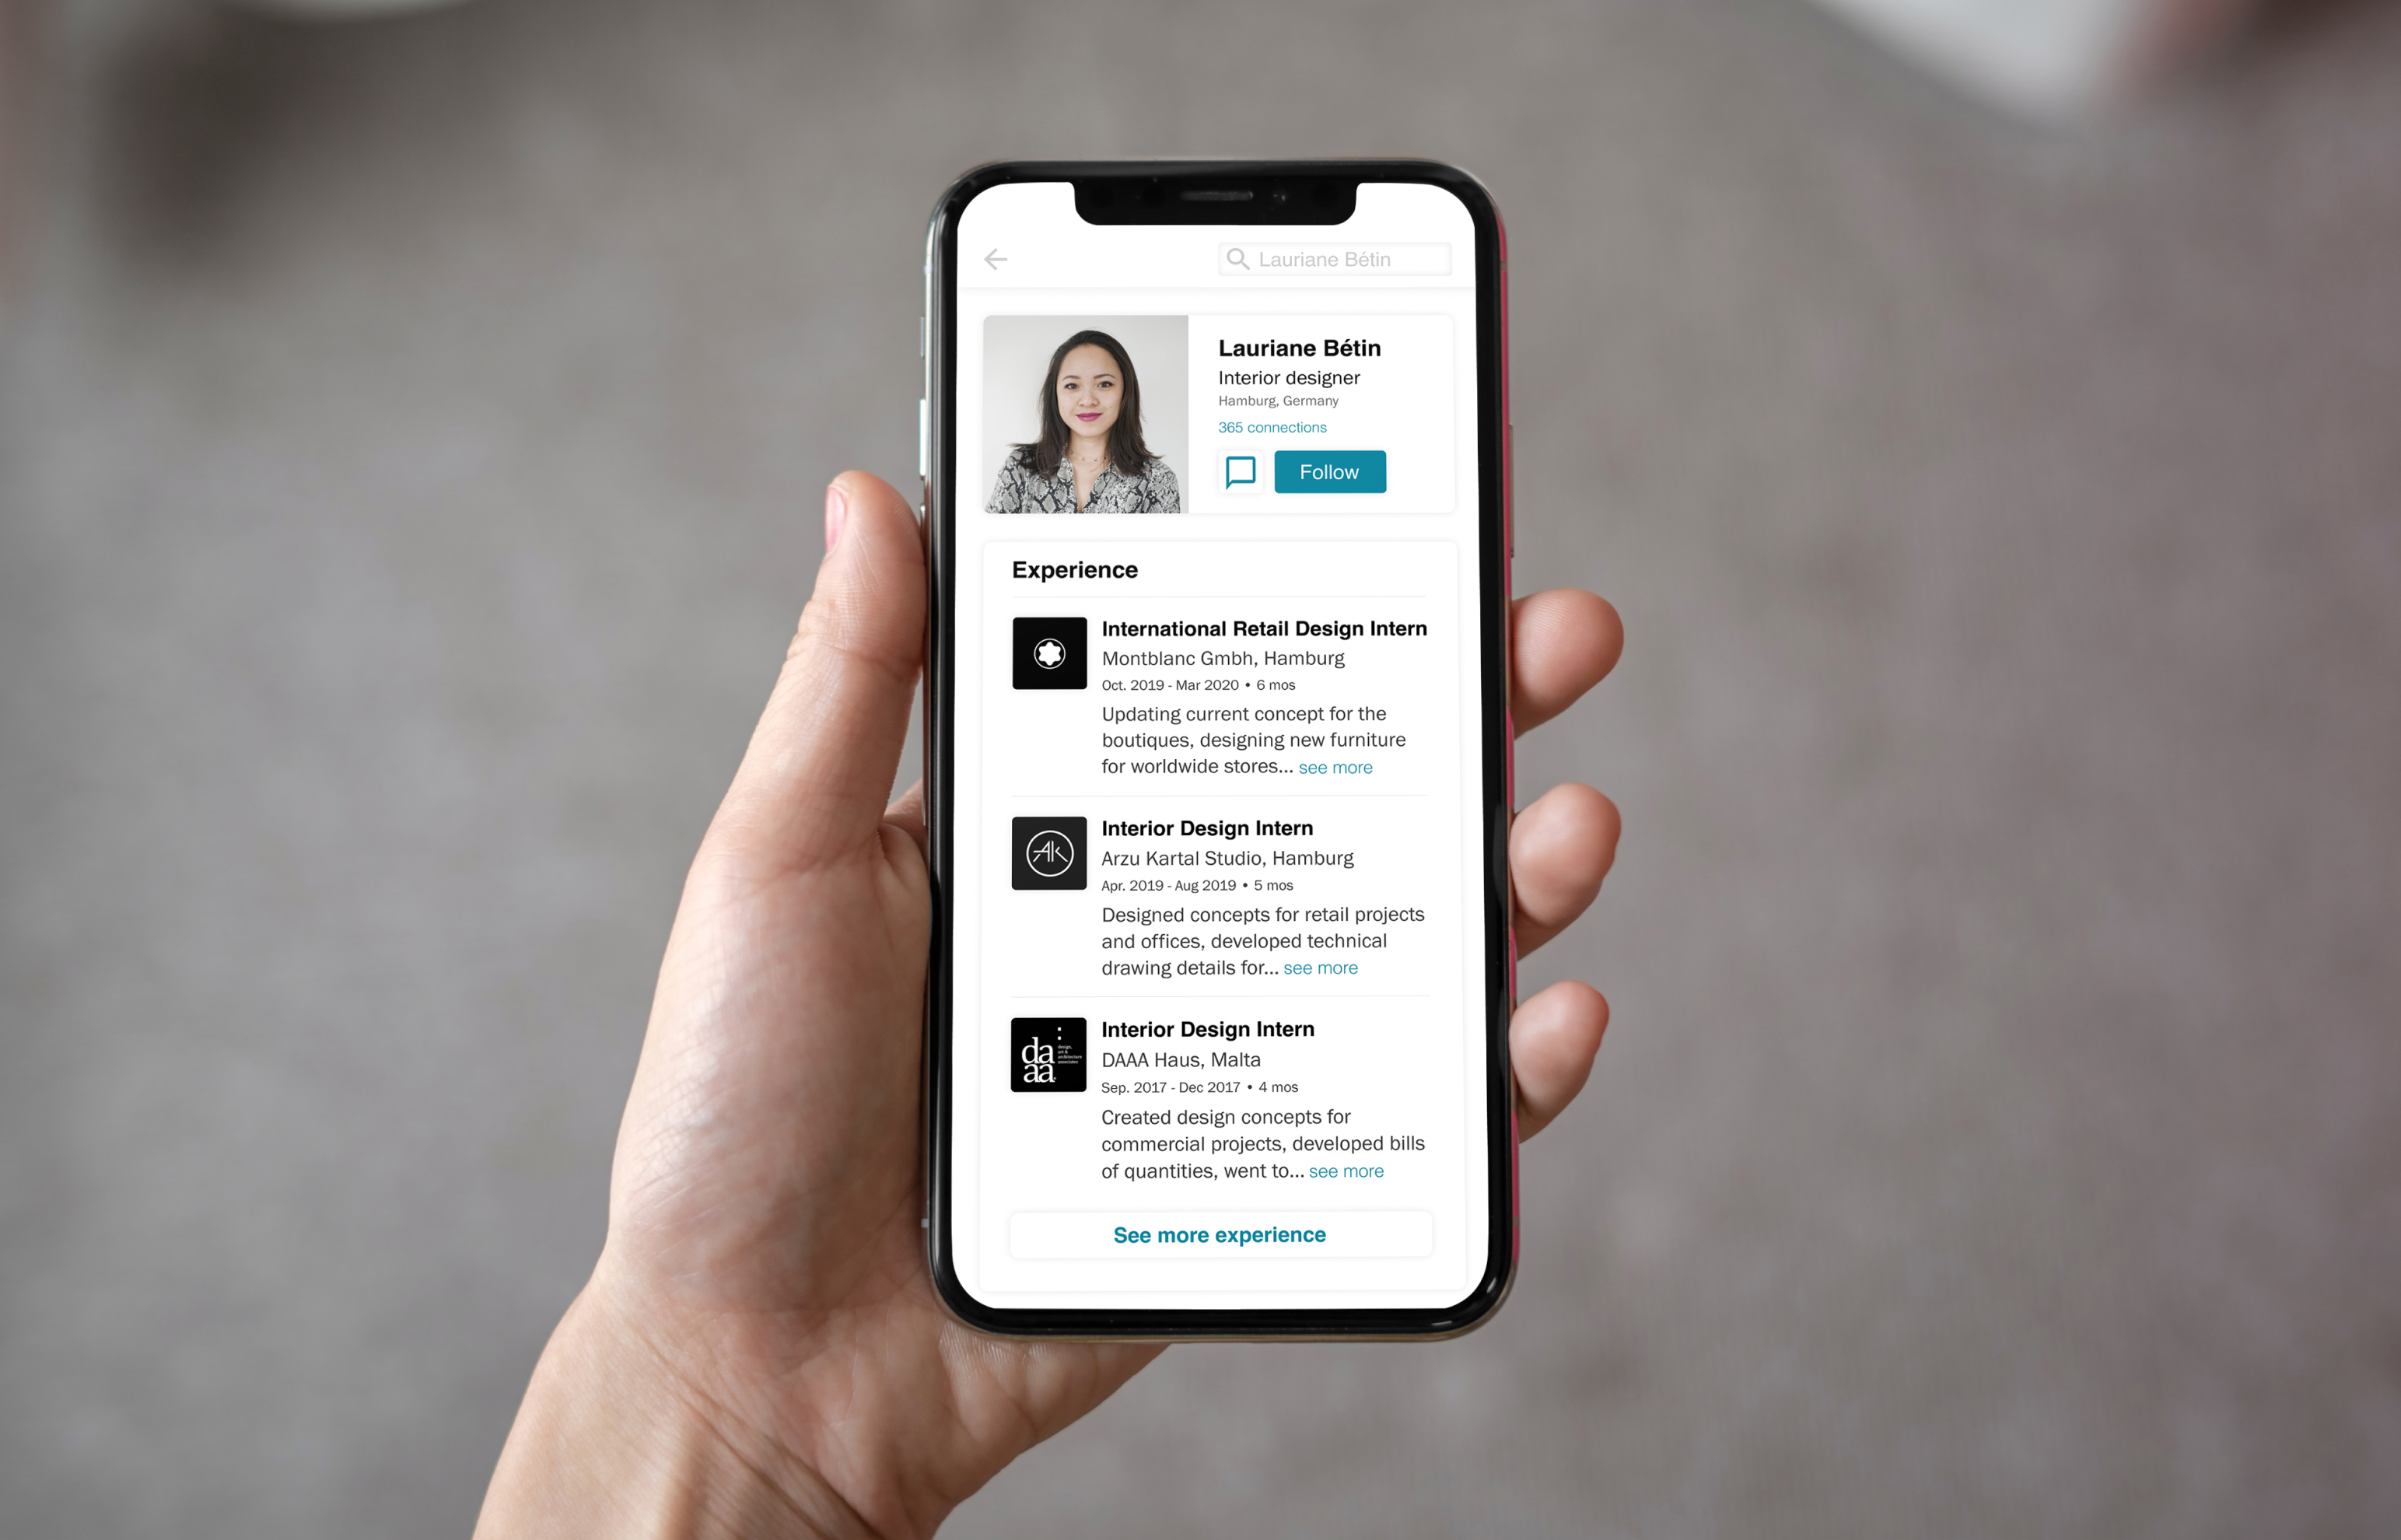 Lauriane Bétin
Lauriane Bétin
Interior designer
Hamburg, Germany
365 connections
Follow
Experience
International Retail Design Intern
Montblanc Gmbh, Hamburg
Oct. 2019 - Mar 2020 • 6 mos
Updating current concept for the
boutiques, designing new furniture
for worldwide stores... see more
AK
Interior Design Intern
Arzu Kartal Studio, Hamburg
Apr. 2019 - Aug 2019 • 5 mos
Designed concepts for retail projects
and offices, developed technical
drawing details for... see more
da
aa
design,
art &
architecture
associates
Interior Design Intern
DAAA Haus, Malta
Sep. 2017 - Dec 2017 • 4 mos
Created design concepts for
commercial projects, developed bills
of quantities, went to... see more
See more experience